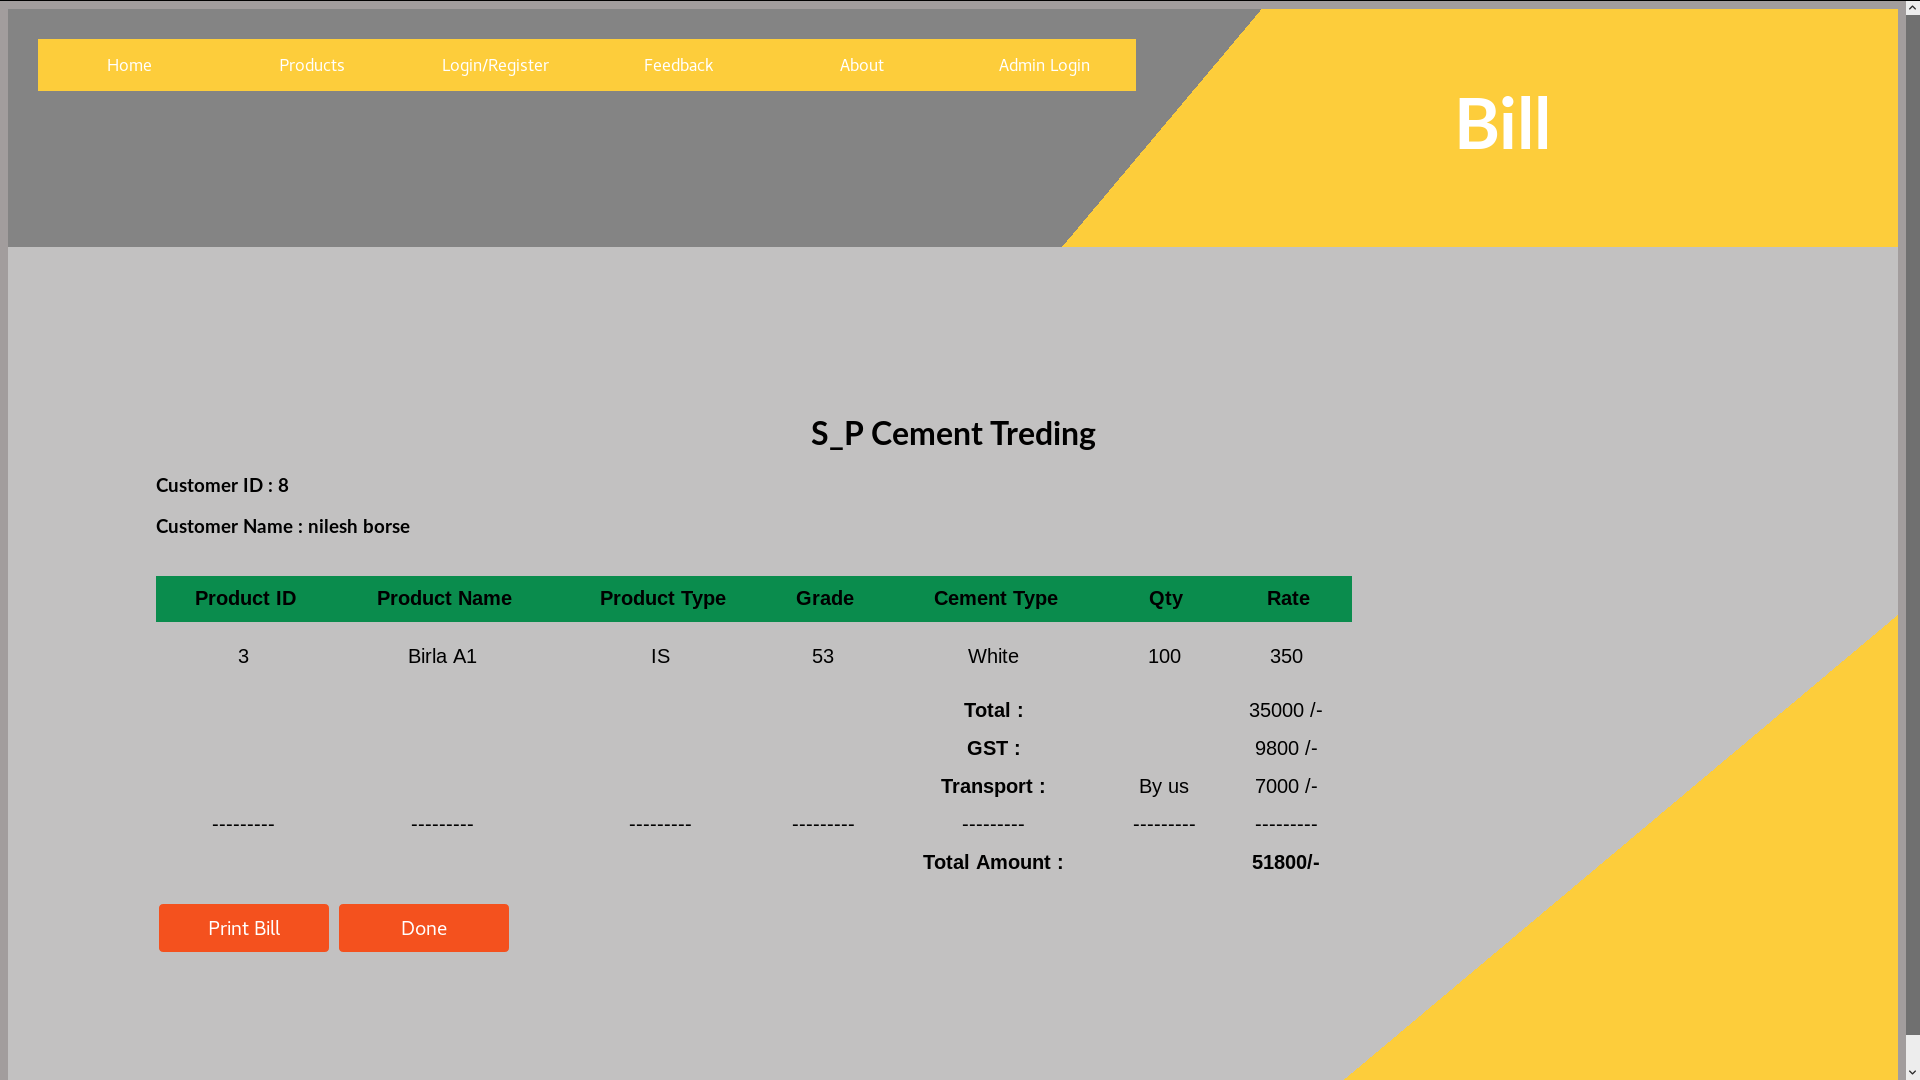 Home Products Login/Register Feedback About Admin Login
Bill
S_P Cement Treding
Customer ID : 8
Customer Name : nilesh borse
Product ID Product Name Product Type Grade Cement Type Qty Rate
3 Birla A1 IS 53 White 100 350
Total : 35000 /-
GST : 9800 /-
Transport : By us 7000 /-
--------- --------- --------- --------- --------- --------- ---------
Total Amount : 51800/-
Print Bill Done